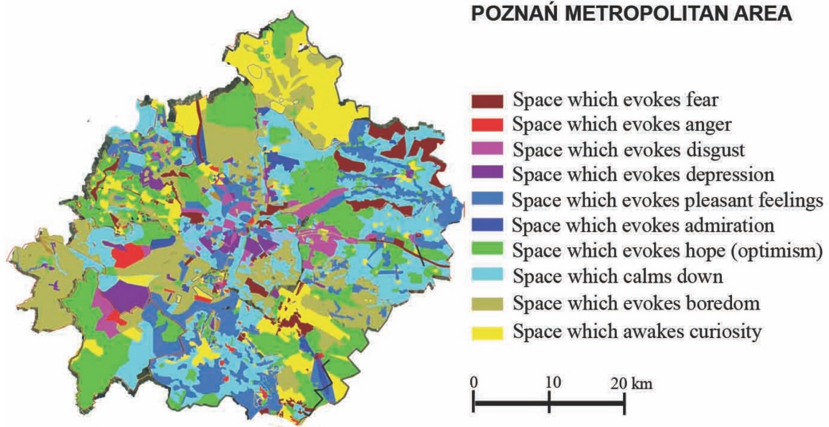 POZNAŃ METROPOLITAN AREA
Space which evokes fear
Space which evokes anger
Space which evokes disgust
Space which evokes depression
Space which evokes pleasant feelings
Space which evokes admiration
Space which evokes hope (optimism)
Space which calms down
Space which evokes boredom
Space which awakes curiosity
0 10 20 km